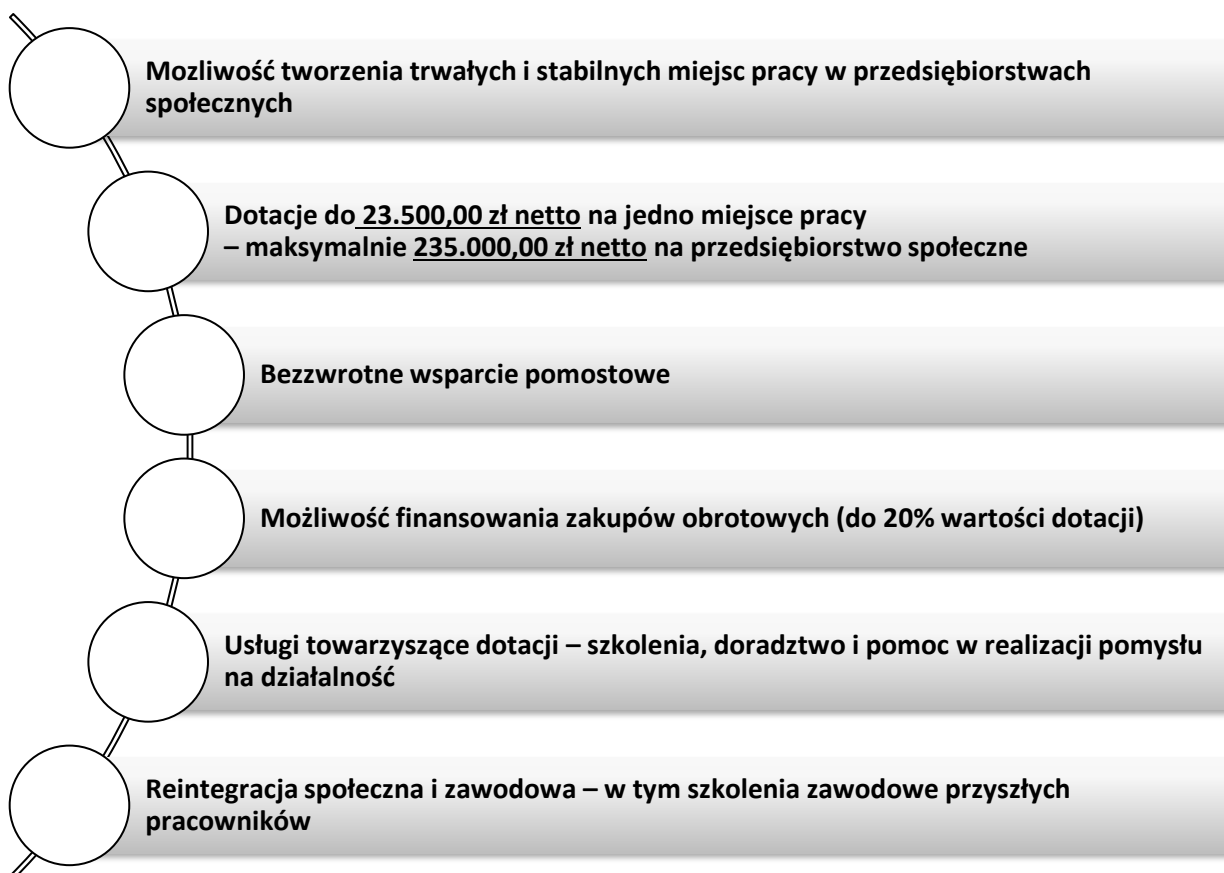 Mozliwość tworzenia trwałych i stabilnych miejsc pracy w przedsiębiorstwach
społecznych
Dotacje do 23.500,00 zł netto na jedno miejsce pracy
– maksymalnie 235.000,00 zł netto na przedsiębiorstwo społeczne
Bezzwrotne wsparcie pomostowe
Możliwość finansowania zakupów obrotowych (do 20% wartości dotacji)
Usługi towarzyszące dotacji – szkolenia, doradztwo i pomoc w realizacji pomysłu
na działalność
Reintegracja społeczna i zawodowa – w tym szkolenia zawodowe przyszłych
pracowników